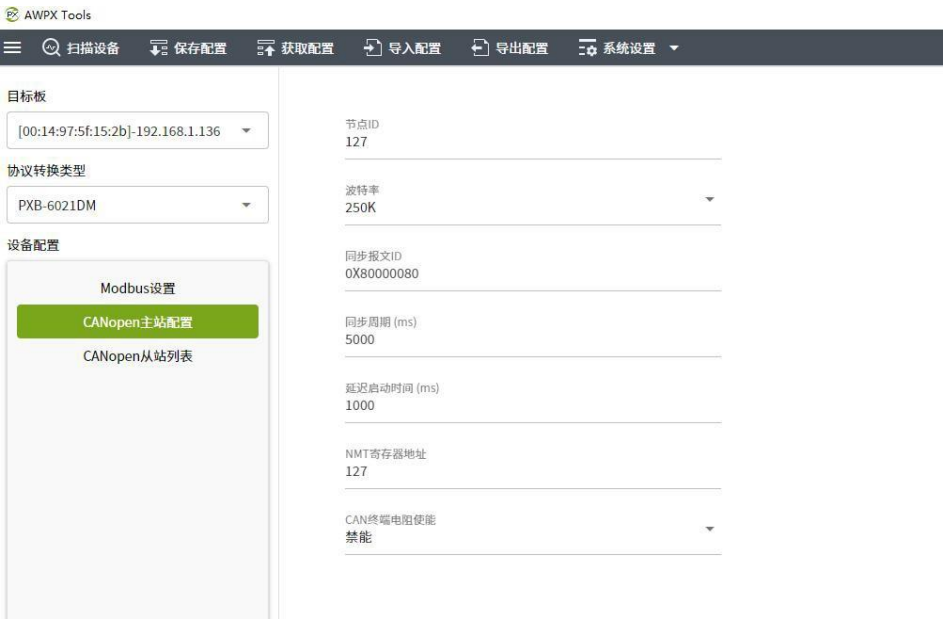 AWPX Tools
扫描设备 保存配置 获取配置 导入配置 导出配置 系统设置
目标板
[00:14:97:5f:15:2b]-192.168.1.136
协议转换类型
PXB-6021DM
设备配置
Modbus设置
CANopen主站配置
CANopen从站列表
节点ID
127
波特率
250K
同步报文ID
0X80000080
同步周期 (ms)
5000
延迟启动时间 (ms)
1000
NMT寄存器地址
127
CAN终端电阻使能
禁能